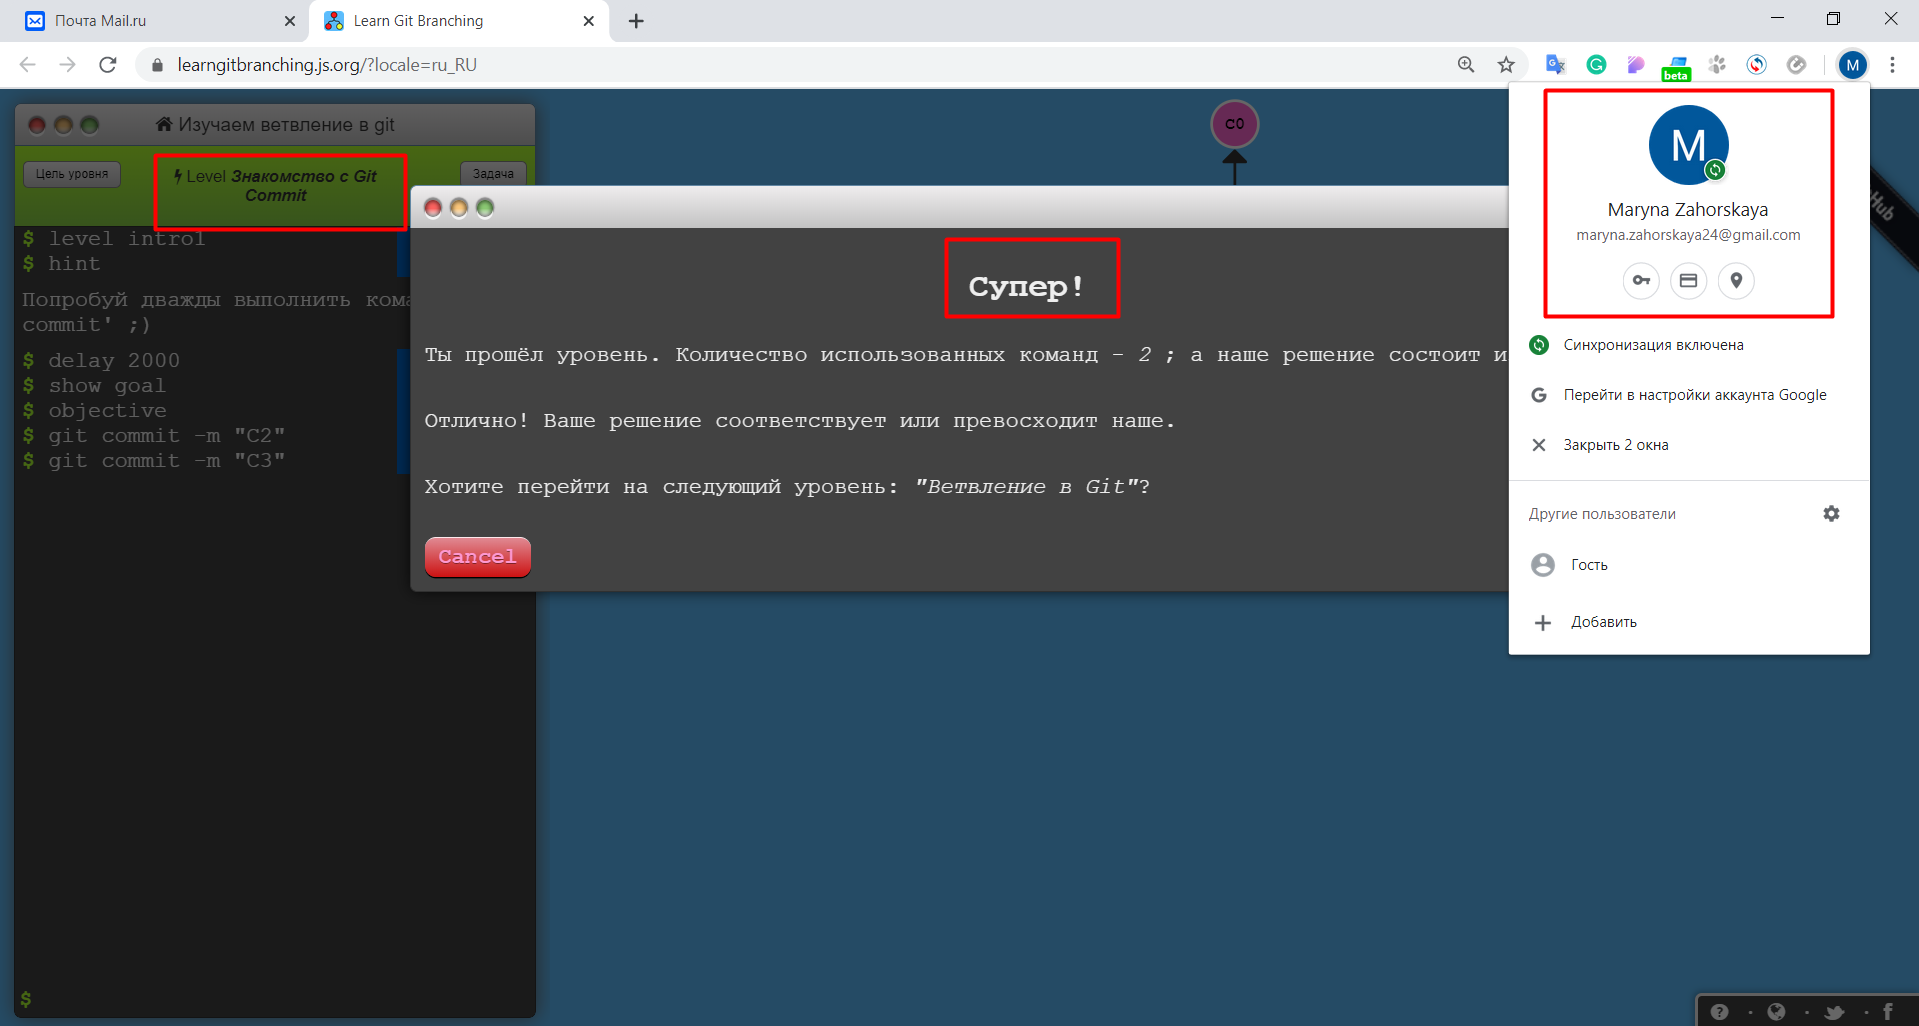 Почта Mail.ru
Learn Git Branching
learngitbranching.js.org/?locale=ru_RU
beta
M
Изучаем ветвление в git
Цель уровня
Level Знакомство с Git
Commit
Задача
$ level intro1
$ hint
Попробуй дважды выполнить кома
commit' ;)
$ delay 2000
$ show goal
$ objective
$ git commit -m "C2"
$ git commit -m "C3"
$
C0
Супер!
Ты прошёл уровень. Количество использованных команд - 2 ; а наше решение состоит и
Отлично! Ваше решение соответствует или превосходит наше.
Хотите перейти на следующий уровень: "Ветвление в Git"?
Cancel
M
Maryna Zahorskaya
maryna.zahorskaya24@gmail.com
Синхронизация включена
Перейти в настройки аккаунта Google
Закрыть 2 окна
Другие пользователи
Гость
Добавить
Hub